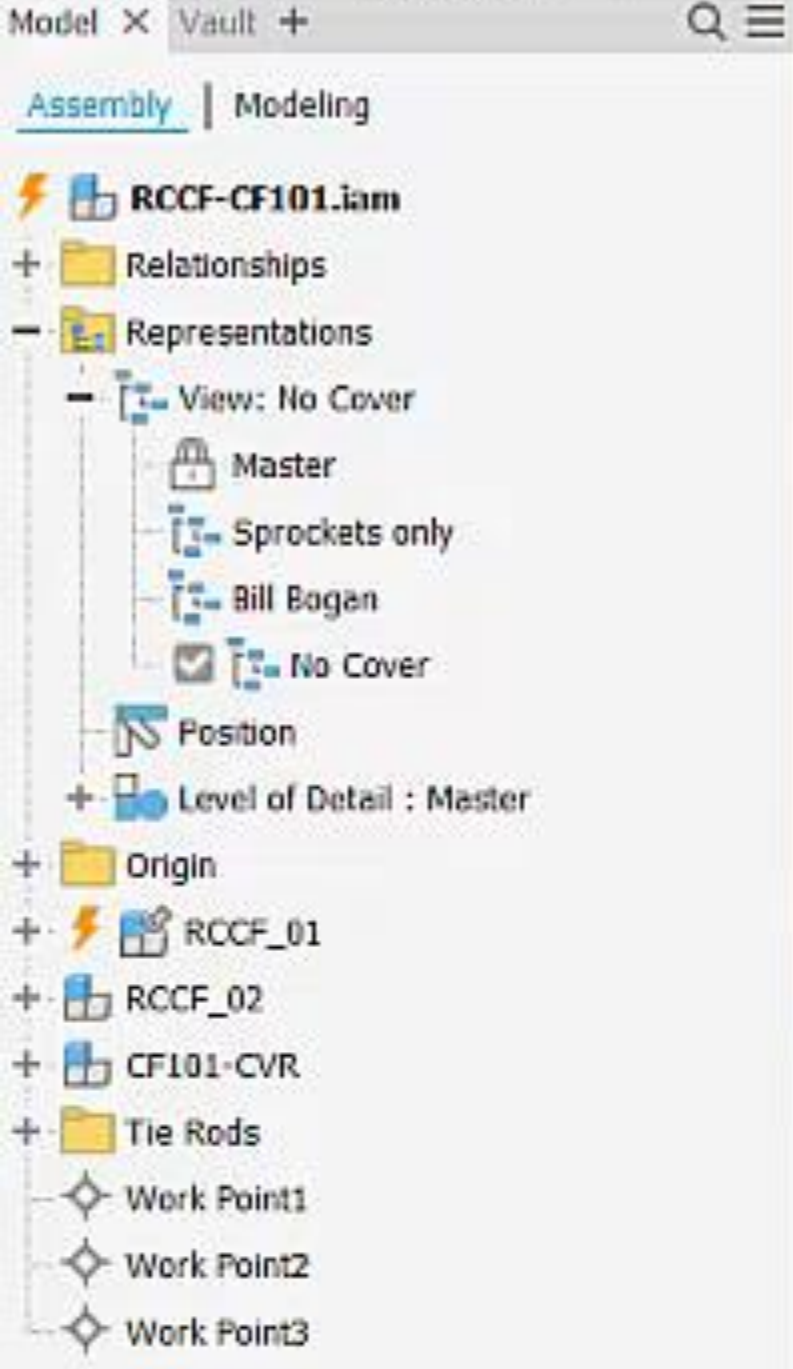 Model × Vault +
Assembly | Modeling
RCCF-CF101.iam
Relationships
Representations
View: No Cover
Master
Sprockets only
Bill Bogan
No Cover
Position
Level of Detail : Master
Origin
RCCF_01
RCCF_02
CF101-CVR
Tie Rods
Work Point1
Work Point2
Work Point3